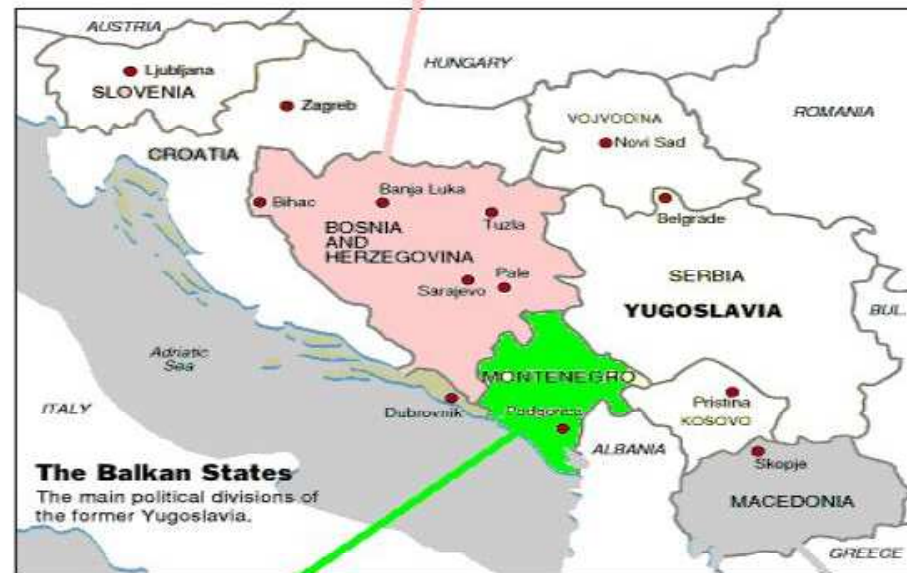 AUSTRIA
HUNGARY
Ljubljana
SLOVENIA
Zagreb
ROMANIA
VOJVODINA
Novi Sad
CROATIA
Banja Luka
Bihac
Tuzla
Belgrade
BOSNIA
AND
HERZEGOVINA
SERBIA
Pale
Sarajevo
YUGOSLAVIA
BUL.
Adriatic
Sea
MONTENEGRO
Pristina
ITALY
Dubrovnik
Podgorica
KOSOVO
ALBANIA
Skopje
The Balkan States
The main political divisions of
the former Yugoslavia.
MACEDONIA
GREECE